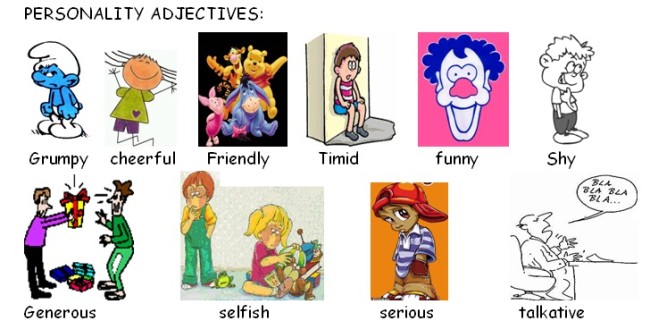 PERSONALITY ADJECTIVES:
Grumpy cheerful Friendly Timid funny Shy
BLA
BLA BLA
BLA...
Generous selfish serious talkative